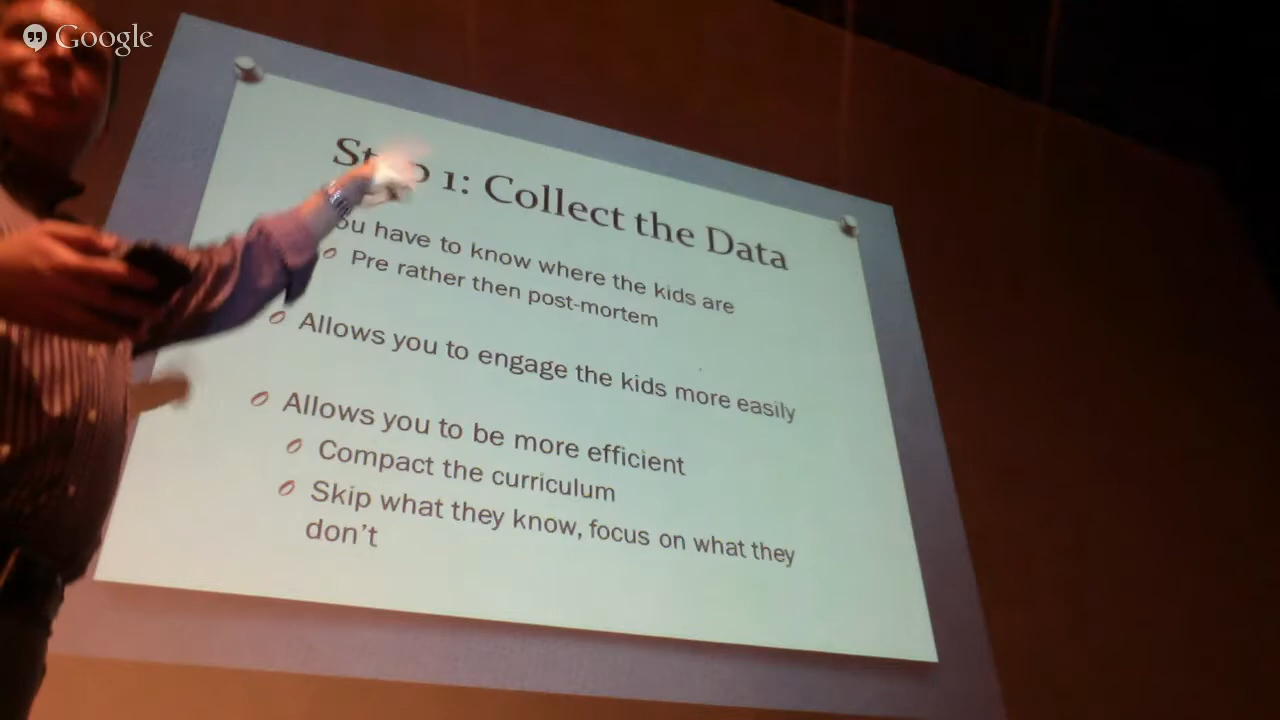 Google
1: Collect the Data
have to know where the kids are
Pre rather then post-mortem
Allows you to engage the kids more easily
Allows you to be more efficient
Compact the curriculum
Skip what they know, focus on what they
don't